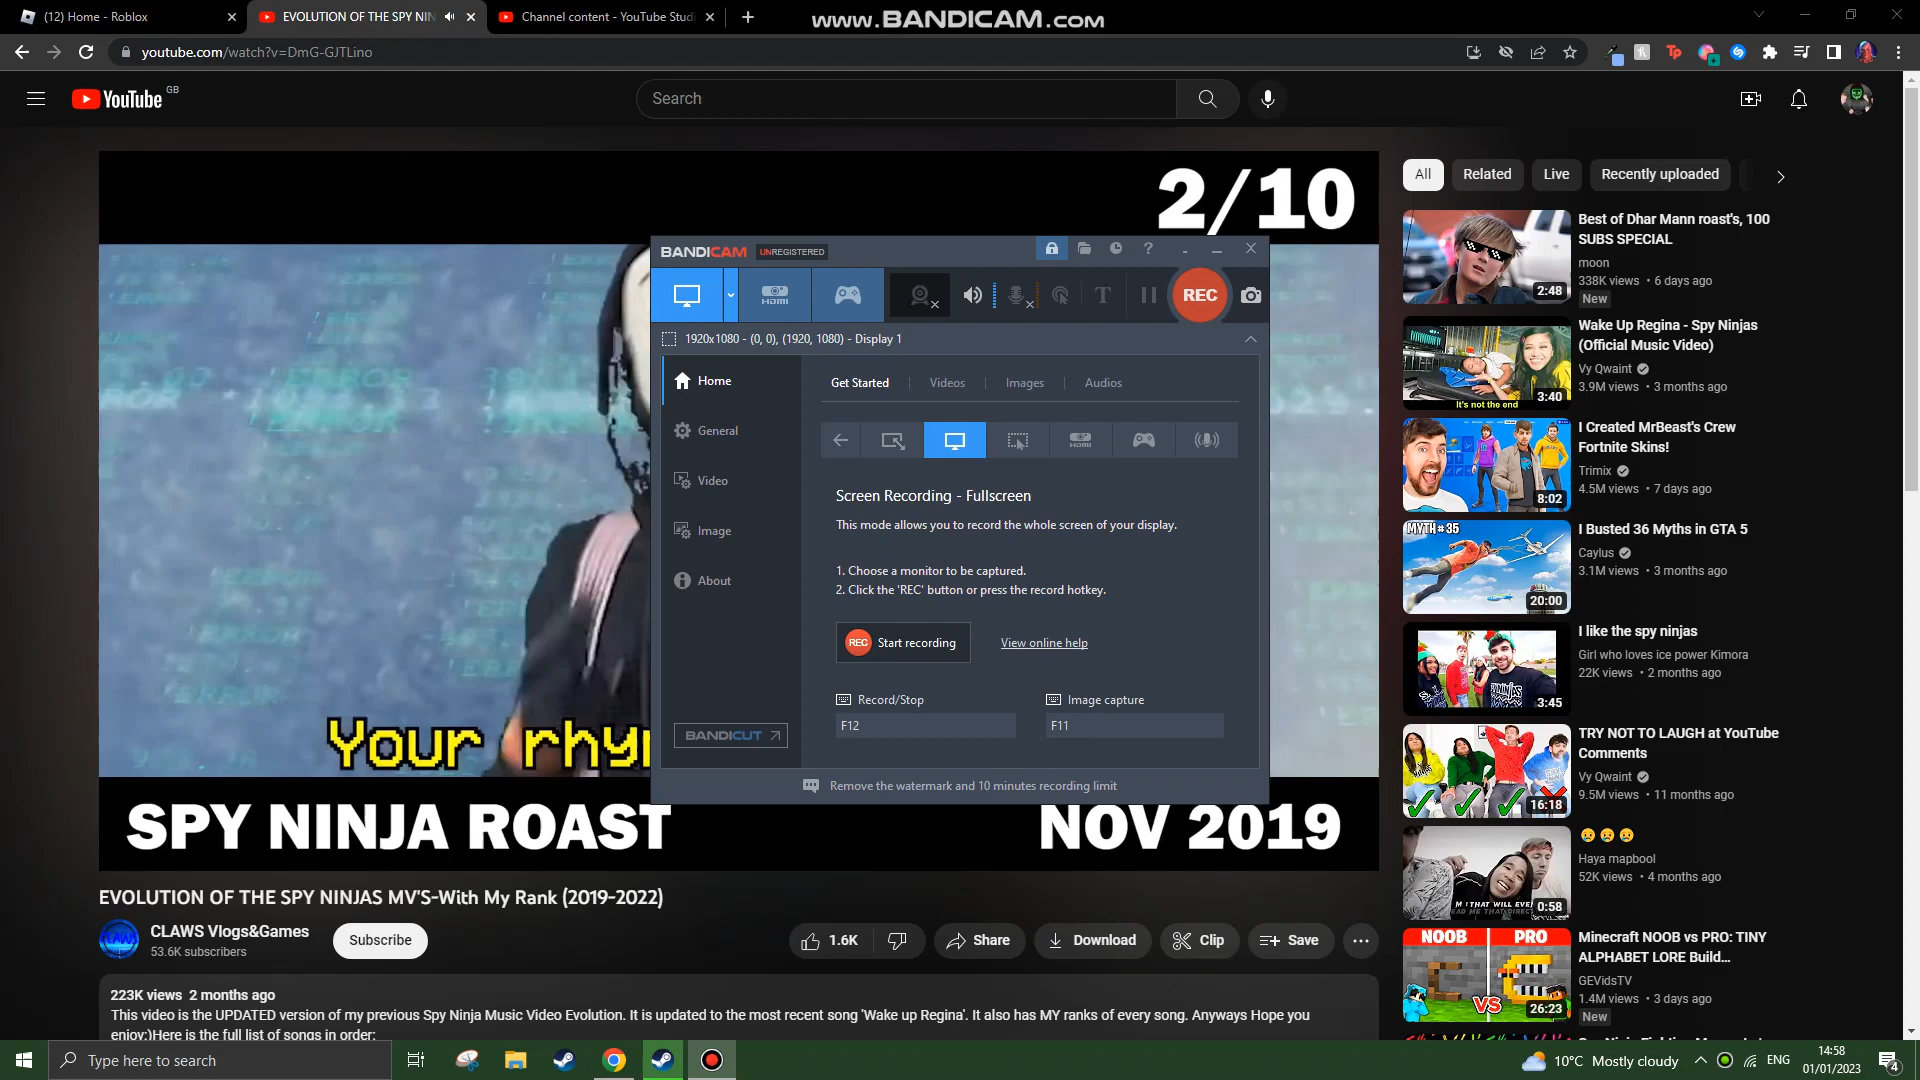 (12) Home - Roblox
EVOLUTION OF THE SPY NIN
Channel content - YouTube Studi
www.BANDICAM.com
youtube.com/watch?v=DmG-GJTLino
YouTube GB
Search
2/10
All
Related
Live
Recently uploaded
BANDICAM UNREGISTERED
HDMI
T
REC
1920x1080 - (0, 0), (1920, 1080) - Display 1
Home
General
Video
Image
About
BANDICUT
Get Started
Videos
Images
Audios
HDMI
Screen Recording - Fullscreen
This mode allows you to record the whole screen of your display.
1. Choose a monitor to be captured.
2. Click the 'REC' button or press the record hotkey.
REC Start recording
View online help
Record/Stop
Image capture
F12
F11
Remove the watermark and 10 minutes recording limit
Your rhy
SPY NINJA ROAST
NOV 2019
EVOLUTION OF THE SPY NINJAS MV'S-With My Rank (2019-2022)
CLAWS Vlogs&Games
53.6K subscribers
Subscribe
1.6K
Share
Download
Clip
Save
223K views 2 months ago
This video is the UPDATED version of my previous Spy Ninja Music Video Evolution. It is updated to the most recent song 'Wake up Regina'. It also has MY ranks of every song. Anyways Hope you
enjoy:)Here is the full list of songs in order:
Best of Dhar Mann roast's, 100
SUBS SPECIAL
moon
338K views • 6 days ago
New
2:48
Wake Up Regina - Spy Ninjas
(Official Music Video)
Vy Qwaint
3.9M views • 3 months ago
3:40
It's not the end
I Created MrBeast's Crew
Fortnite Skins!
Trimix
4.5M views • 7 days ago
8:02
MYTH #35
I Busted 36 Myths in GTA 5
Caylus
3.1M views • 3 months ago
20:00
I like the spy ninjas
Girl who loves ice power Kimora
22K views • 2 months ago
3:45
TRY NOT TO LAUGH at YouTube
Comments
Vy Qwaint
9.5M views • 11 months ago
16:18
Haya mapbool
52K views • 4 months ago
0:58
NOOB
PRO
VS
Minecraft NOOB vs PRO: TINY
ALPHABET LORE Build...
GEVidsTV
1.4M views • 3 days ago
New
26:23
Type here to search
10°C Mostly cloudy
ENG
14:58
01/01/2023
4